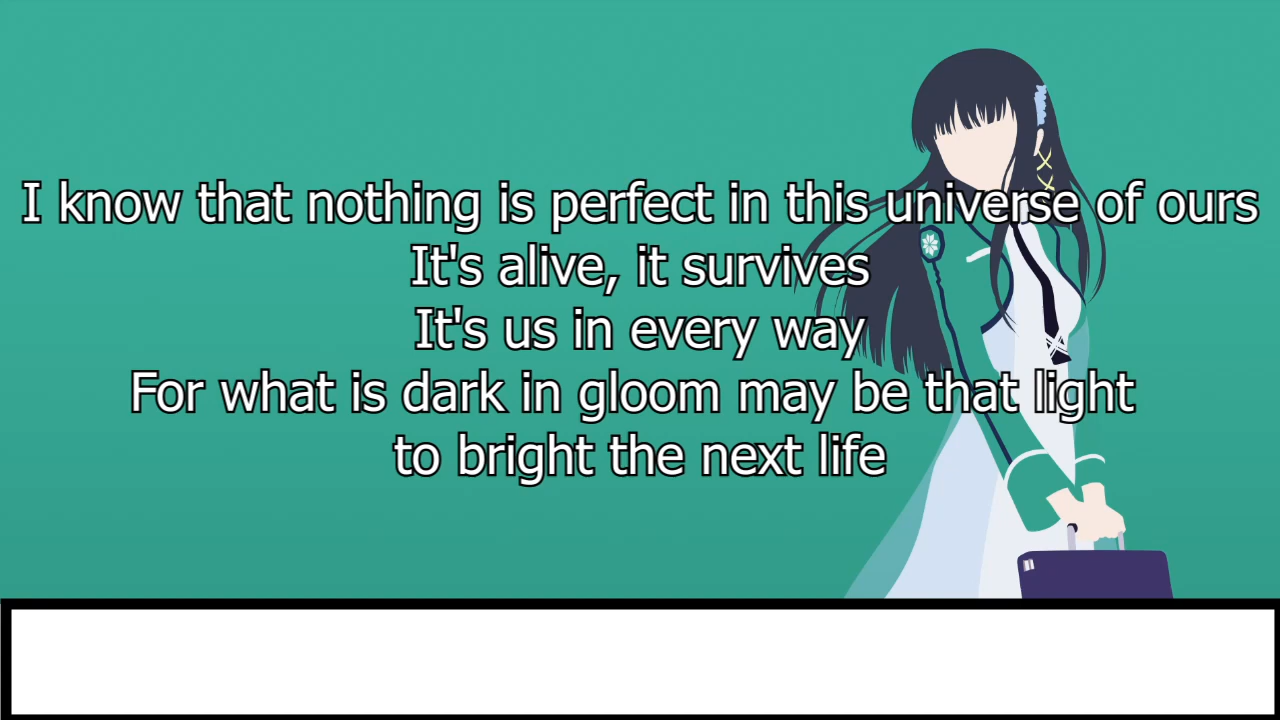 I know that nothing is perfect in this universe of ours
It's alive, it survives
It's us in every way
For what is dark in gloom may be that light
to bright the next life